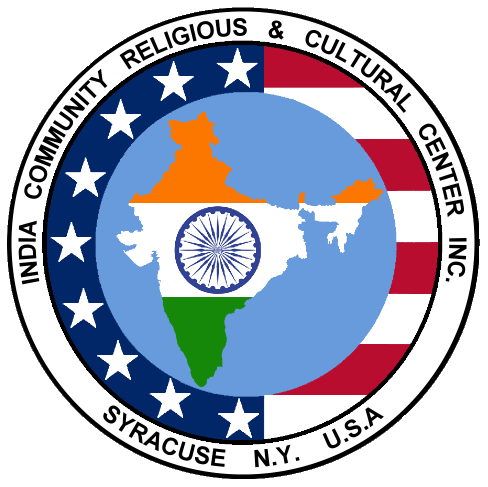 INDIA COMMUNITY RELIGIOUS & CULTURAL CENTER INC.
SYRACUSE N.Y. U.S.A